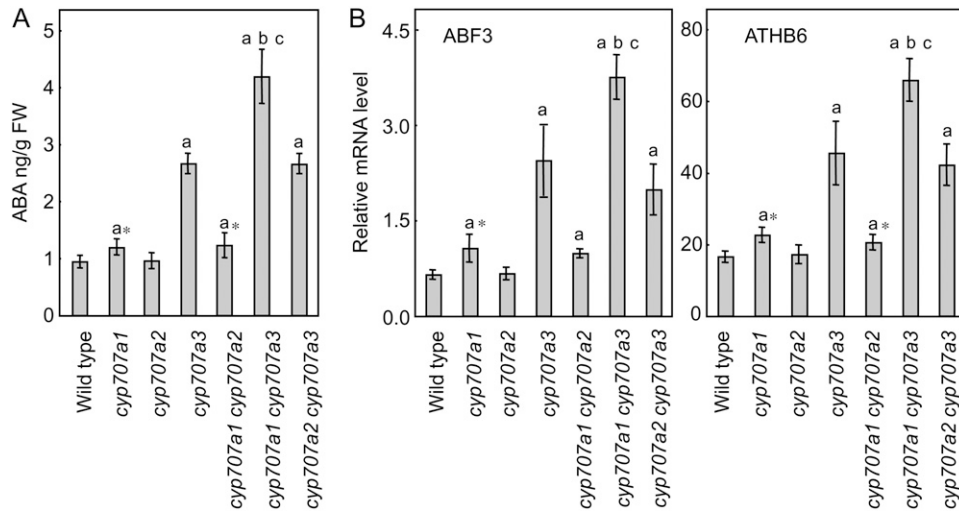 A
ABA ng/g FW
5
4
3
2
1
0
a*
a
a*
a b c
a
Wild type
cyp707a1
cyp707a2
cyp707a3
cyp707a1 cyp707a2
cyp707a1 cyp707a3
cyp707a2 cyp707a3
B
Relative mRNA level
ABF3
4.5
3.0
1.5
0.0
a*
a
a
a b c
a
Wild type
cyp707a1
cyp707a2
cyp707a3
cyp707a1 cyp707a2
cyp707a1 cyp707a3
cyp707a2 cyp707a3
ATHB6
80
60
40
20
0
a*
a
a*
a b c
a
Wild type
cyp707a1
cyp707a2
cyp707a3
cyp707a1 cyp707a2
cyp707a1 cyp707a3
cyp707a2 cyp707a3